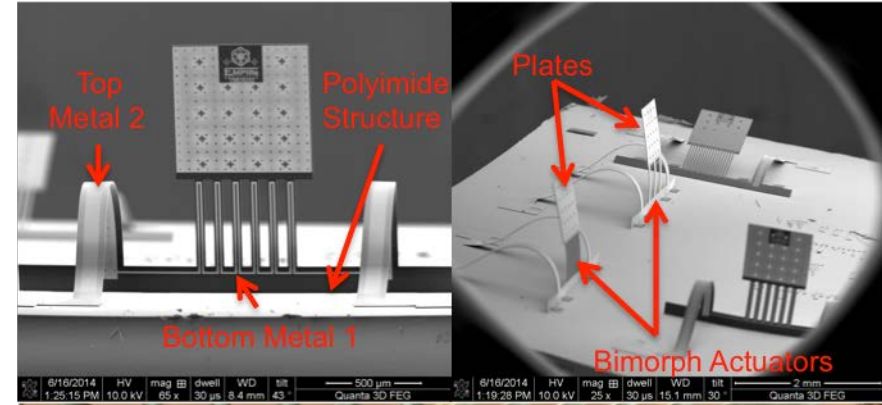 Top
Metal 2
Polyimide
Structure
Bottom Metal 1
6/16/2014 HV mag dwell WD tilt 500 µm
1:25:15 PM 10.0 kV 65 x 30 µs 8.4 mm 43 ° Quanta 3D FEG
Plates
Bimorph Actuators
6/16/2014 HV mag dwell WD tilt 2 mm
1:19:28 PM 10.0 kV 25 x 30 µs 15.1 mm 30 ° Quanta 3D FEG